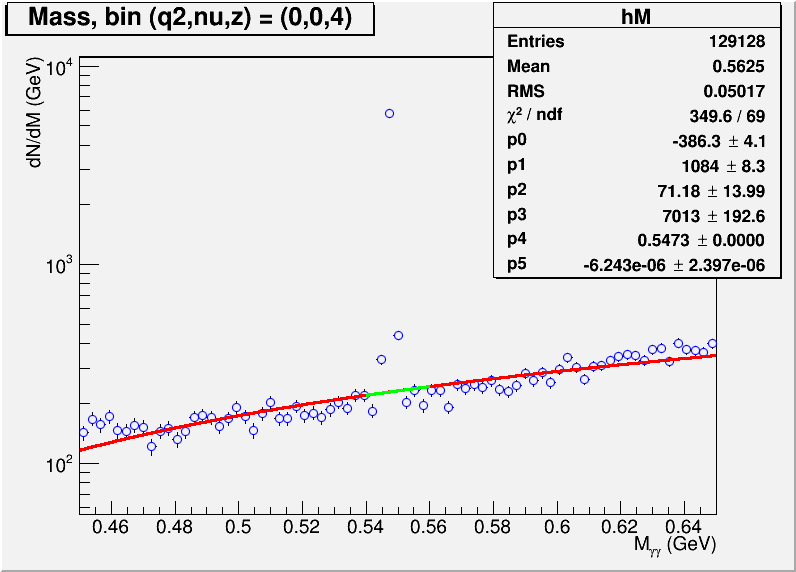 Mass, bin (q2,nu,z) = (0,0,4)
hM
Entries 129128
Mean 0.5625
RMS 0.05017
χ² / ndf 349.6 / 69
p0 -386.3 ± 4.1
p1 1084 ± 8.3
p2 71.18 ± 13.99
p3 7013 ± 192.6
p4 0.5473 ± 0.0000
p5 -6.243e-06 ± 2.397e-06
dN/dM (GeV)
10⁴
10³
10²
0.46 0.48 0.5 0.52 0.54 0.56 0.58 0.6 0.62 0.64
Mγγ (GeV)